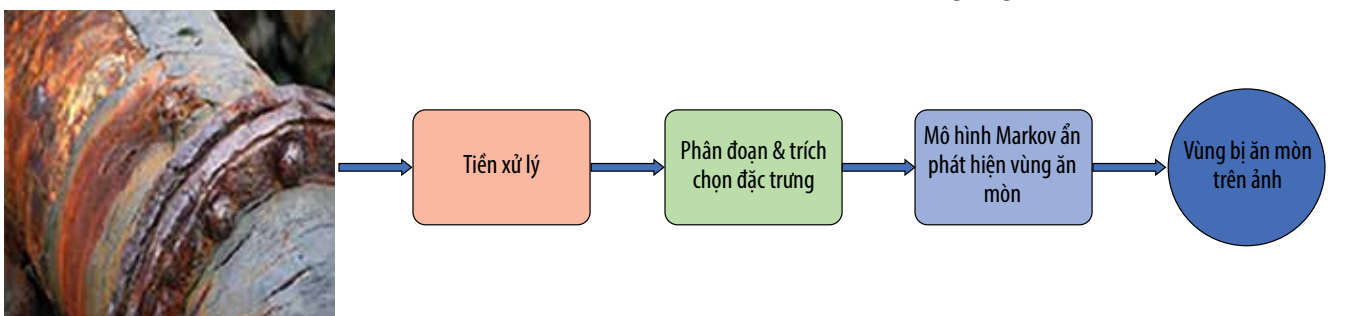 Tiền xử lý
Phân đoạn & trích
chọn đặc trưng
Mô hình Markov ẩn
phát hiện vùng ăn
mòn
Vùng bị ăn mòn
trên ảnh